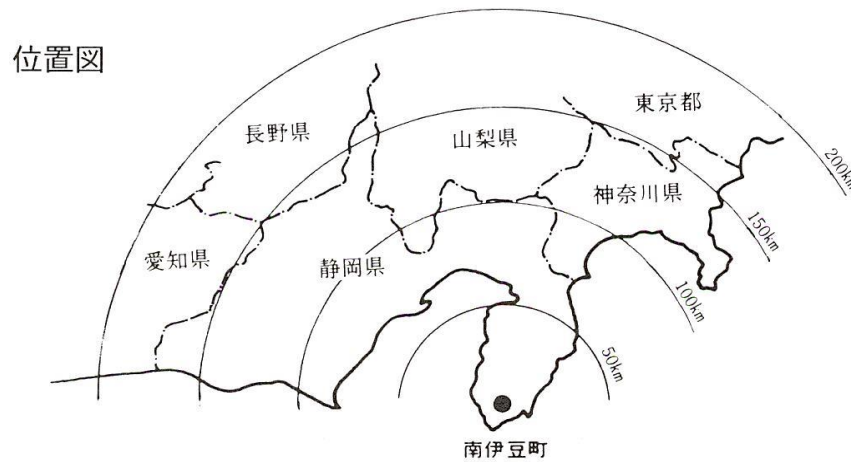 位置図
東京都
長野県
山梨県
神奈川県
愛知県
静岡県
200km
150km
100km
50km
南伊豆町